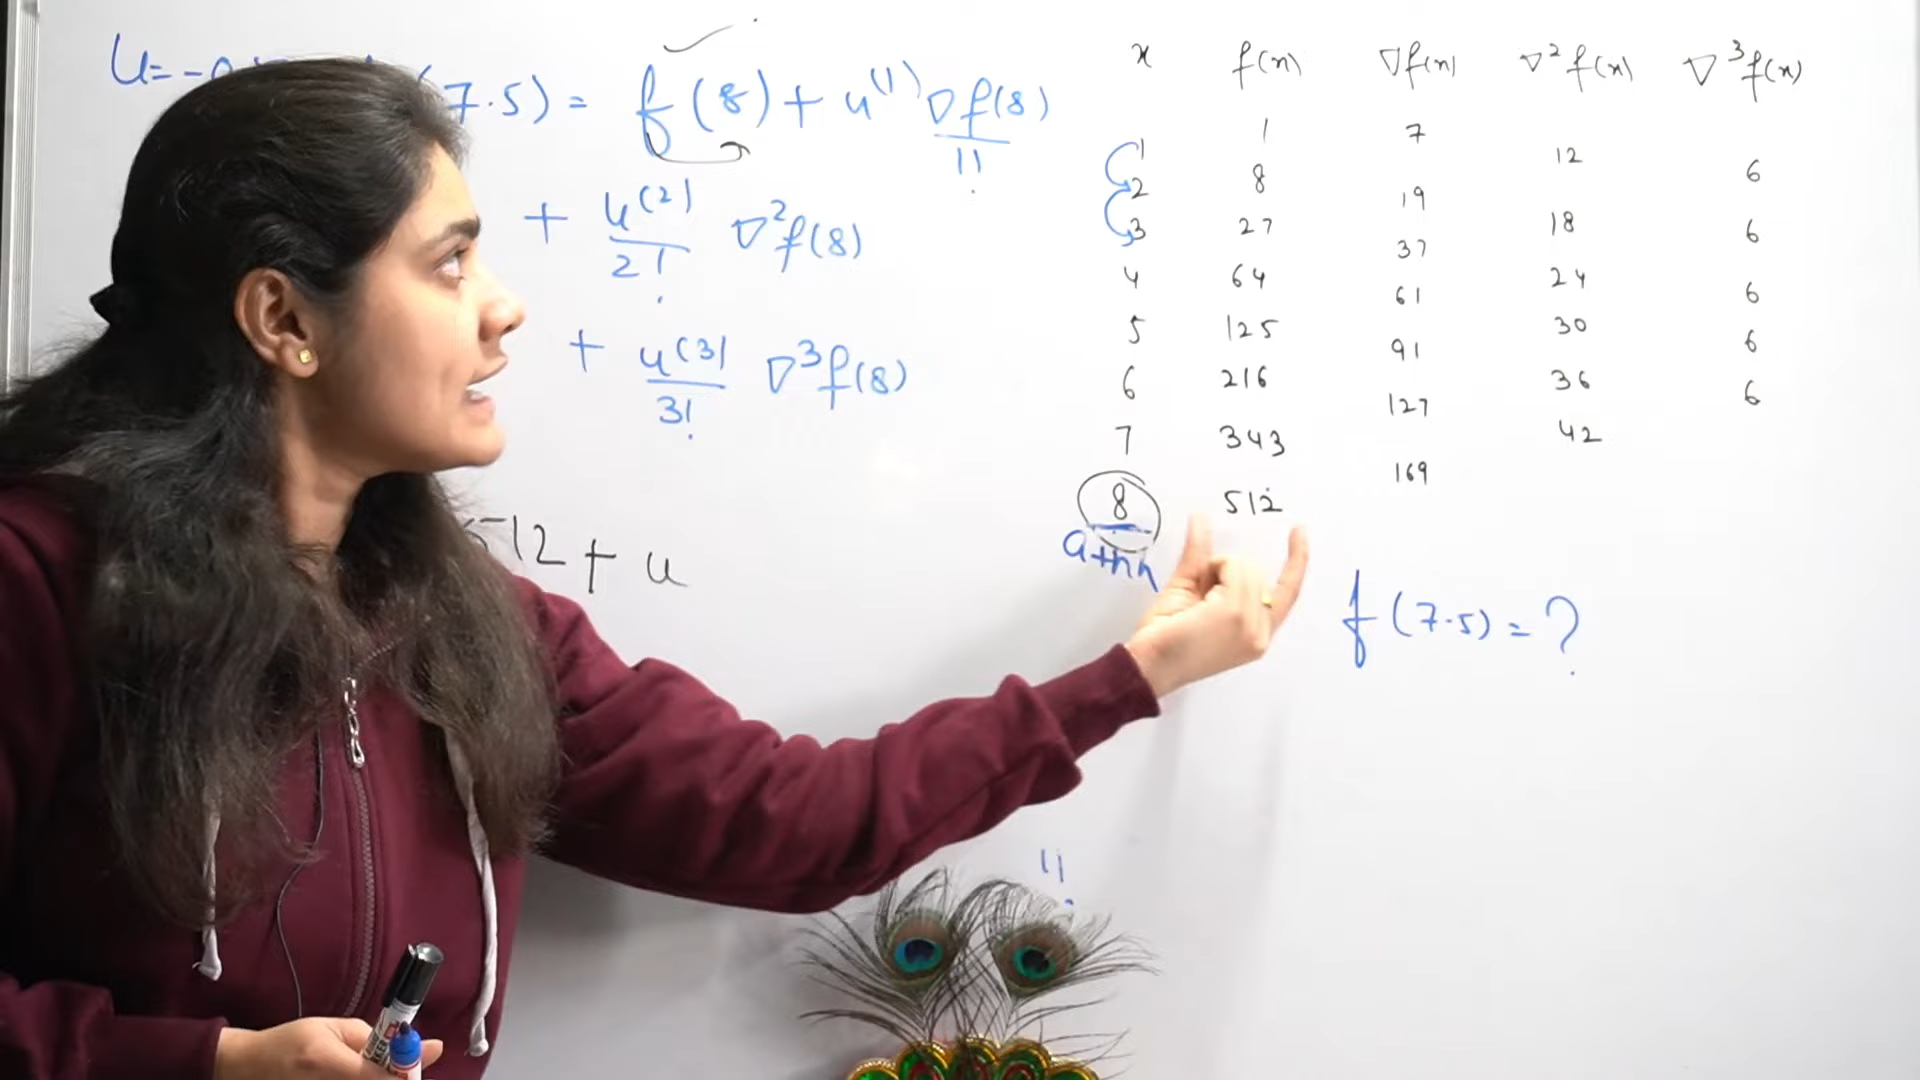 u = -0.
(7.5) = f(8) + u⁽¹⁾ ∇f(8)
1!
+ u⁽²⁾ ∇²f(8)
2!
+ u⁽³⁾ ∇³f(8)
3!
512 + u
x f(x) ∇f(x) ∇²f(x) ∇³f(x)
1 1 7 12 6
2 8 19 18 6
3 27 37 24 6
4 64 61 30 6
5 125 91 36 6
6 216 127 42
7 343 169
8 512
a+nh
f(7.5) = ?
1!